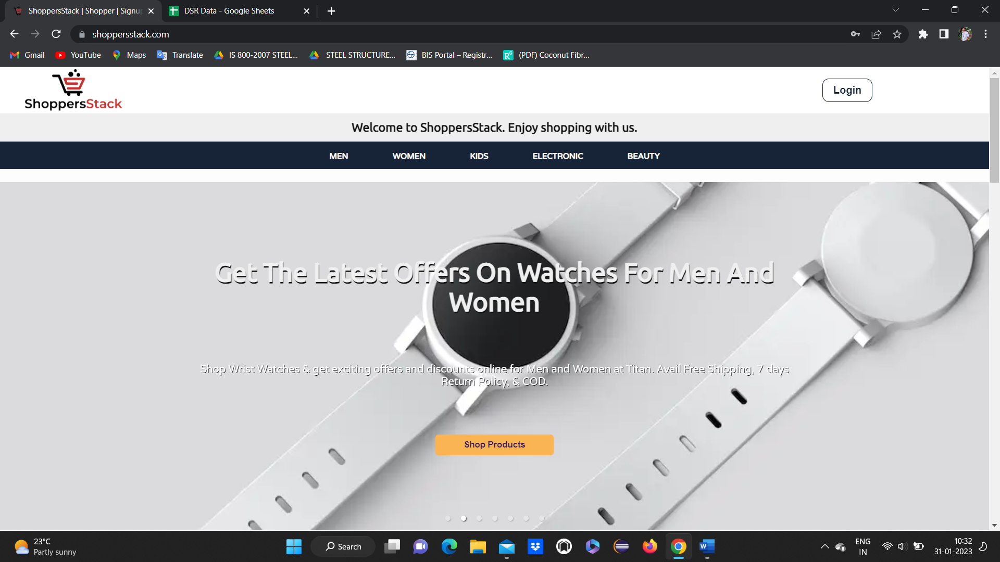 ShoppersStack | Shopper | Signu
DSR Data - Google Sheets
shoppersstack.com
Gmail
YouTube
Maps
Translate
IS 800-2007 STEEL...
STEEL STRUCTURE...
BIS Portal – Registr...
(PDF) Coconut Fibr...
ShoppersStack
Login
Welcome to ShoppersStack. Enjoy shopping with us.
MEN
WOMEN
KIDS
ELECTRONIC
BEAUTY
Get The Latest Offers On Watches For Men And
Women
Shop Wrist Watches & get exciting offers and discounts online for Men and Women at Titan. Avail Free Shipping, 7 days
Return Policy, & COD.
Shop Products
23°C
Partly sunny
Search
ENG
IN
10:32
31-01-2023